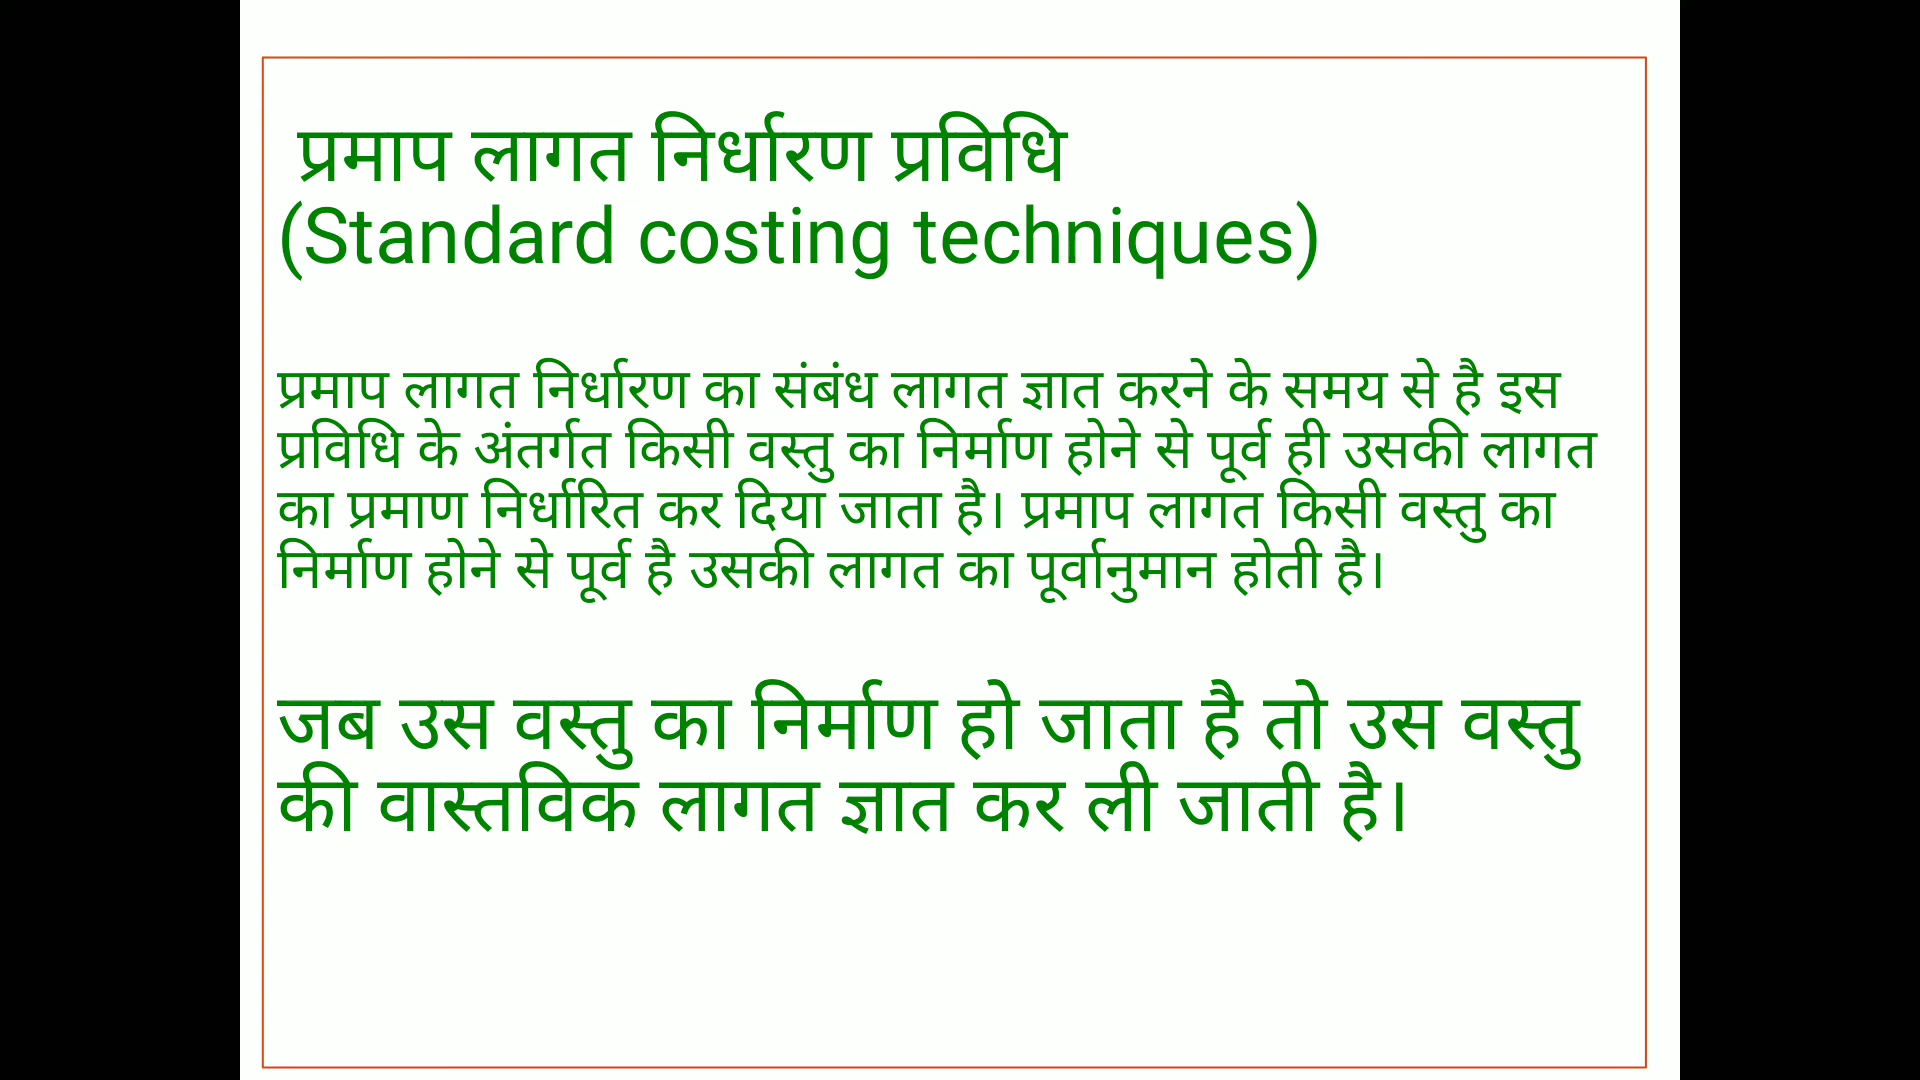 प्रमाप लागत निर्धारण प्रविधि
(Standard costing techniques)
प्रमाप लागत निर्धारण का संबंध लागत ज्ञात करने के समय से है इस
प्रविधि के अंतर्गत किसी वस्तु का निर्माण होने से पूर्व ही उसकी लागत
का प्रमाण निर्धारित कर दिया जाता है। प्रमाप लागत किसी वस्तु का
निर्माण होने से पूर्व है उसकी लागत का पूर्वानुमान होती है।
जब उस वस्तु का निर्माण हो जाता है तो उस वस्तु
की वास्तविक लागत ज्ञात कर ली जाती है।